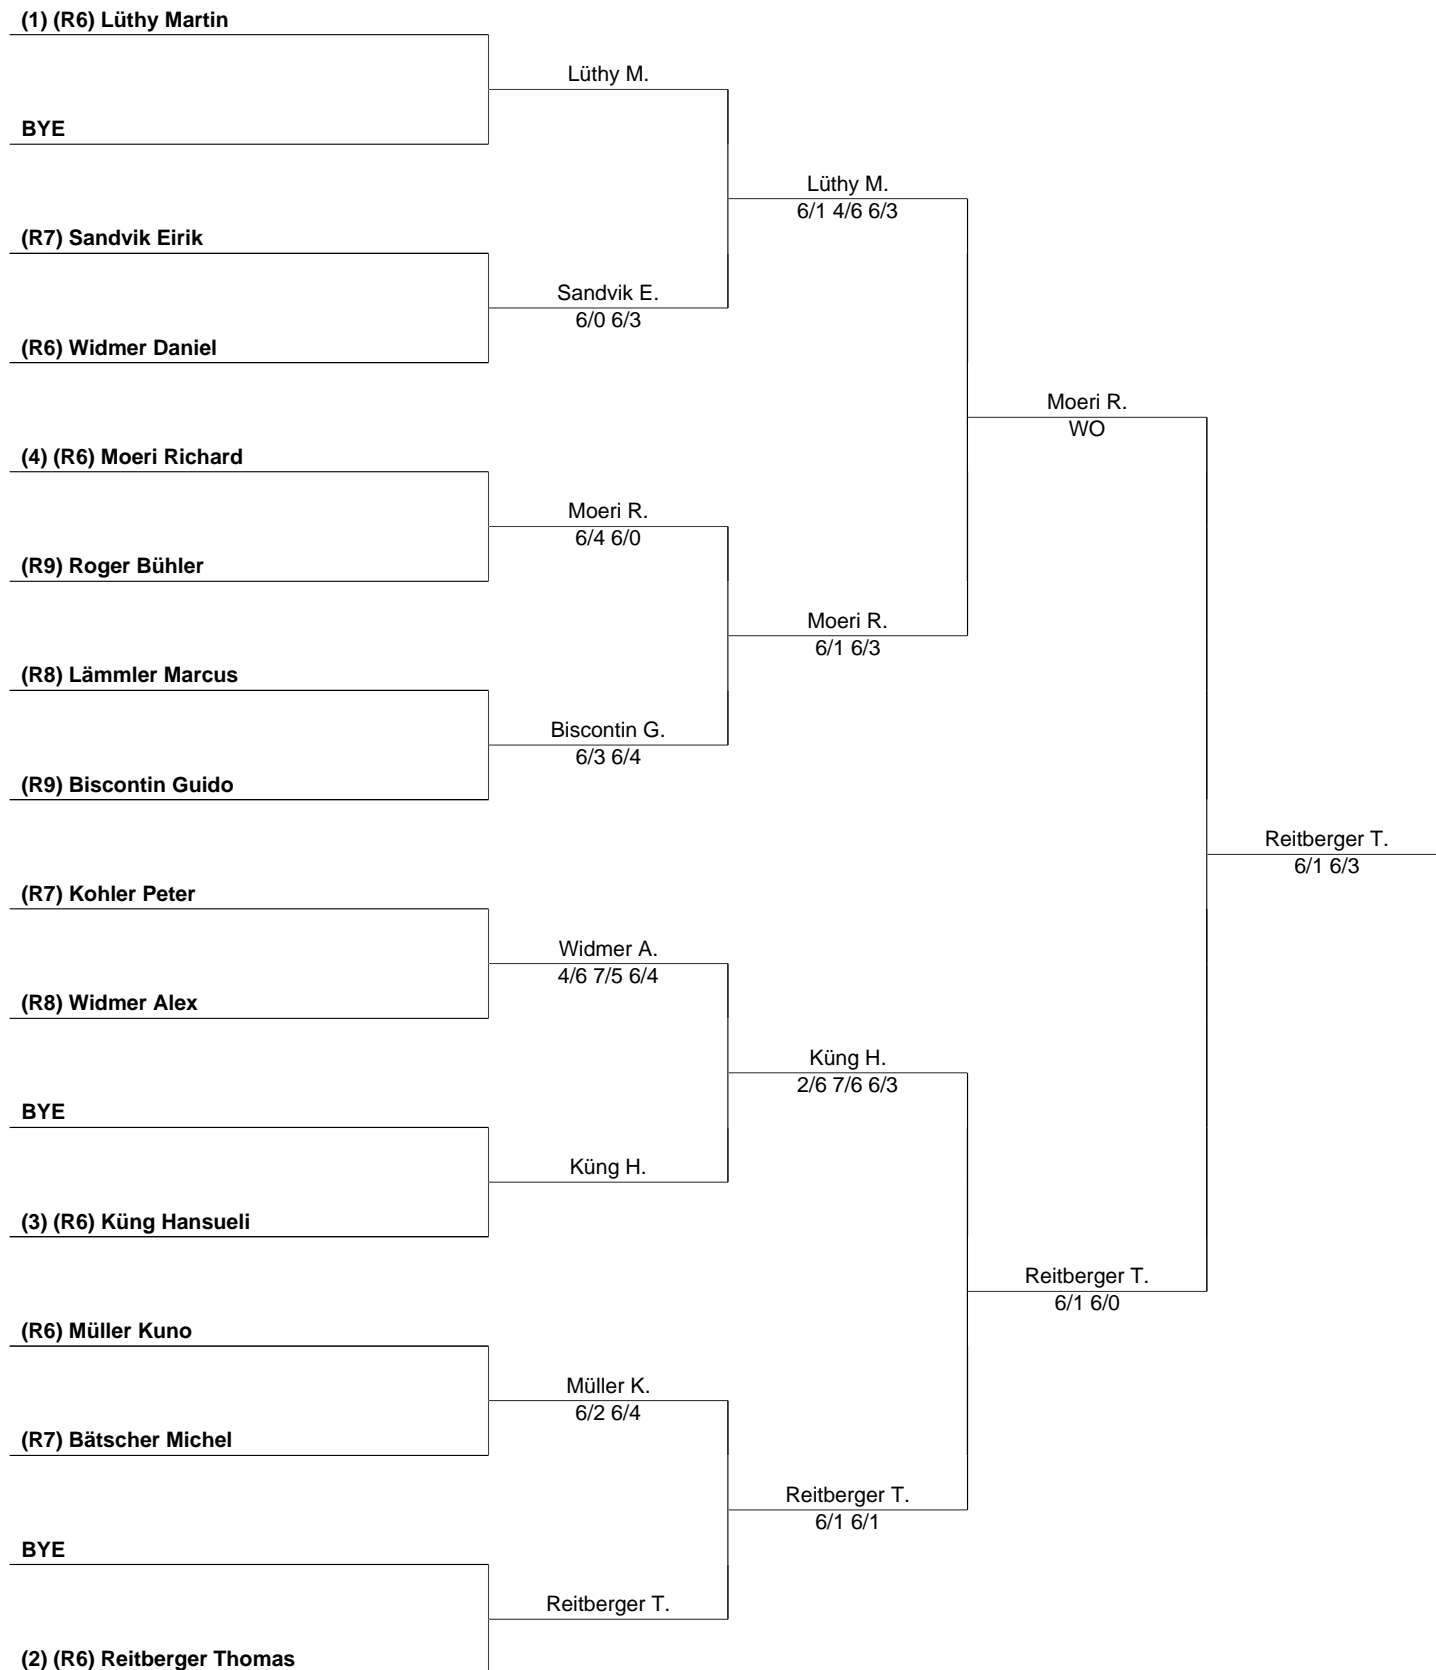 (1) (R6) Lüthy Martin
Lüthy M.
BYE
Lüthy M.
6/1 4/6 6/3
(R7) Sandvik Eirik
Sandvik E.
6/0 6/3
(R6) Widmer Daniel
Moeri R.
WO
(4) (R6) Moeri Richard
Moeri R.
6/4 6/0
(R9) Roger Bühler
Moeri R.
6/1 6/3
(R8) Lämmler Marcus
Biscontin G.
6/3 6/4
(R9) Biscontin Guido
Reitberger T.
6/1 6/3
(R7) Kohler Peter
Widmer A.
4/6 7/5 6/4
(R8) Widmer Alex
Küng H.
2/6 7/6 6/3
BYE
Küng H.
(3) (R6) Küng Hansueli
Reitberger T.
6/1 6/0
(R6) Müller Kuno
Müller K.
6/2 6/4
(R7) Bätscher Michel
Reitberger T.
6/1 6/1
BYE
Reitberger T.
(2) (R6) Reitberger Thomas